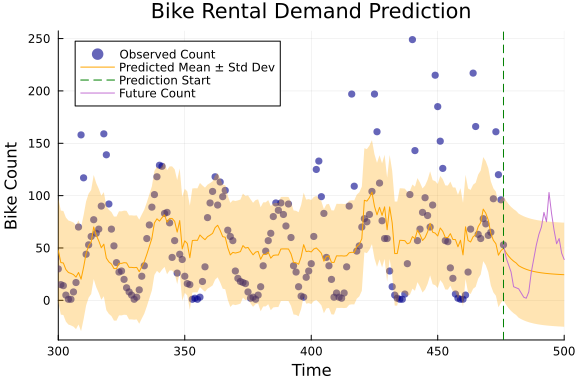 Bike Rental Demand Prediction
Observed Count
Predicted Mean ± Std Dev
Prediction Start
Future Count
Bike Count
250
200
150
100
50
0
300 350 400 450 500
Time